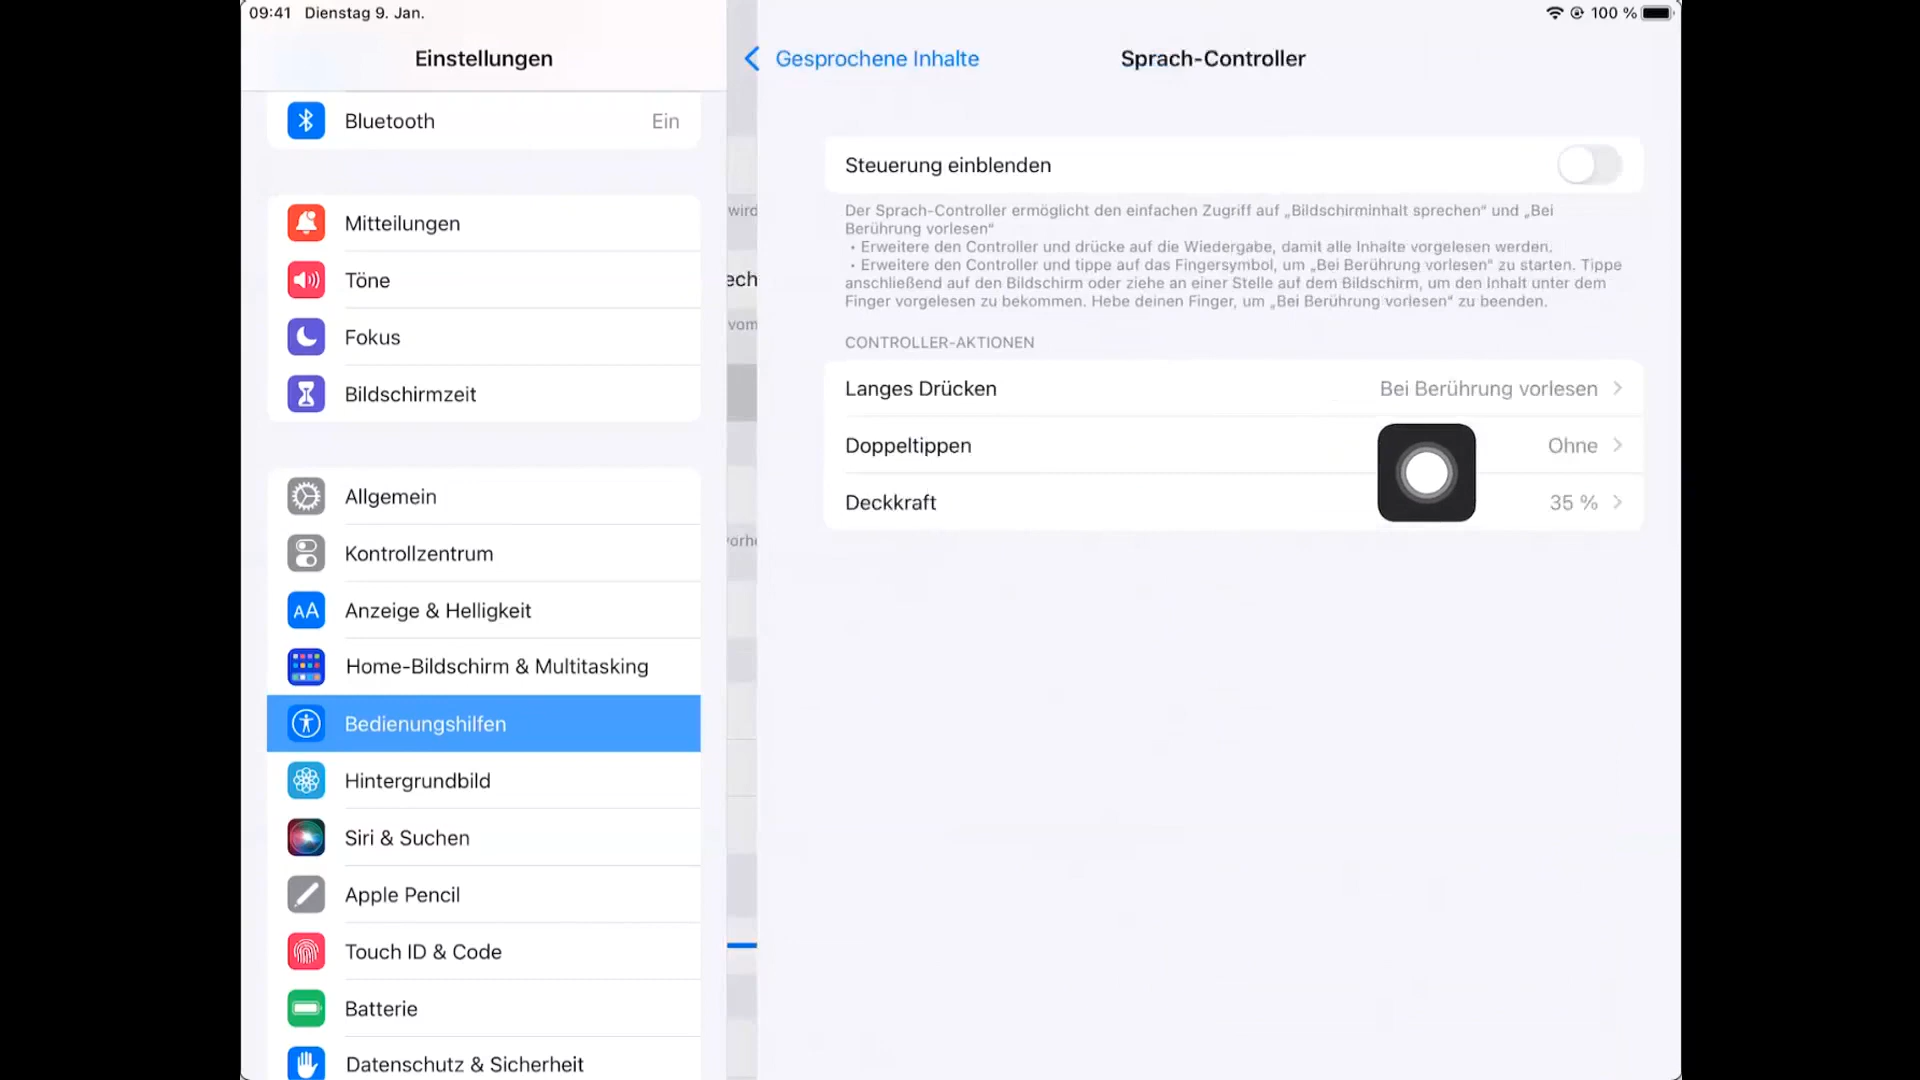 09:41 Dienstag 9. Jan.
100 %
Einstellungen
Bluetooth
Ein
Mitteilungen
Töne
Fokus
Bildschirmzeit
Allgemein
Kontrollzentrum
AA
Anzeige & Helligkeit
Home-Bildschirm & Multitasking
Bedienungshilfen
Hintergrundbild
Siri & Suchen
Apple Pencil
Touch ID & Code
Batterie
Datenschutz & Sicherheit
wird
ech
vom
Gesprochene Inhalte
Sprach-Controller
Steuerung einblenden
Der Sprach-Controller ermöglicht den einfachen Zugriff auf „Bildschirminhalt sprechen“ und „Bei
Berührung vorlesen“
• Erweitere den Controller und drücke auf die Wiedergabe, damit alle Inhalte vorgelesen werden.
• Erweitere den Controller und tippe auf das Fingersymbol, um „Bei Berührung vorlesen“ zu starten. Tippe
anschließend auf den Bildschirm oder ziehe an einer Stelle auf dem Bildschirm, um den Inhalt unter dem
Finger vorgelesen zu bekommen. Hebe deinen Finger, um „Bei Berührung vorlesen“ zu beenden.
CONTROLLER-AKTIONEN
Langes Drücken
Bei Berührung vorlesen
Doppeltippen
Ohne
Deckkraft
35 %